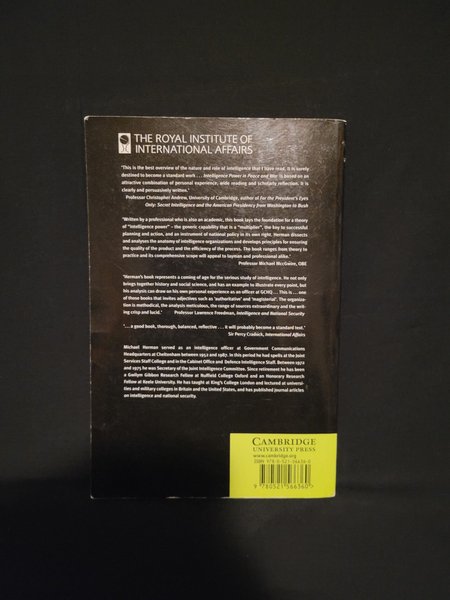 THE ROYAL INSTITUTE OF
INTERNATIONAL AFFAIRS
'This is the best overview of the nature and role of intelligence that I have read. It is surely
destined to become a standard work . . . Intelligence Power in Peace and War is based on an
attractive combination of personal experience, wide reading and scholarly reflection. It is
clearly and persuasively written.'
Professor Christopher Andrew, University of Cambridge, author of For the President's Eyes
Only: Secret Intelligence and the American Presidency from Washington to Bush
'Written by a professional who is also an academic, this book lays the foundation for a theory
of "intelligence power" – the generic capability that is a "multiplier", the key to successful
planning and action, and an instrument of national policy in its own right. Herman dissects
and analyses the anatomy of intelligence organizations and develops principles for ensuring
the quality of the product and the efficiency of the process. The book ranges from theory to
practice and its comprehensive scope will appeal to layman and professional alike.'
Professor Michael MccGwire, OBE
'Herman's book represents a coming of age for the serious study of intelligence. He not only
brings together history and social science, and has an example to illustrate every point, but
his analysis can draw on his own personal experience as an officer at GCHQ . . . This is . . . one
of those books that invites adjectives such as 'authoritative' and 'magisterial'. The organiza-
tion is methodical, the analysis meticulous, the range of sources extraordinary and the writ-
ing crisp and lucid.' Professor Lawrence Freedman, Intelligence and National Security
'. . . a good book, thorough, balanced, reflective . . . it will probably become a standard text.'
Sir Percy Cradock, International Affairs
Michael Herman served as an intelligence officer at Government Communications
Headquarters at Cheltenham between 1952 and 1987. In this period he had spells at the Joint
Services Staff College and in the Cabinet Office and Defence Intelligence Staff. Between 1972
and 1975 he was Secretary of the Joint Intelligence Committee. Since retirement he has been
a Gwilym Gibbon Research Fellow at Nuffield College Oxford and an Honorary Research
Fellow at Keele University. He has taught at King's College London and lectured at universi-
ties and military colleges in Britain and the United States, and has published journal articles
on intelligence and national security.
CAMBRIDGE
UNIVERSITY PRESS
www.cambridge.org
ISBN 978-0-521-56636-0
9 780521 566360 >